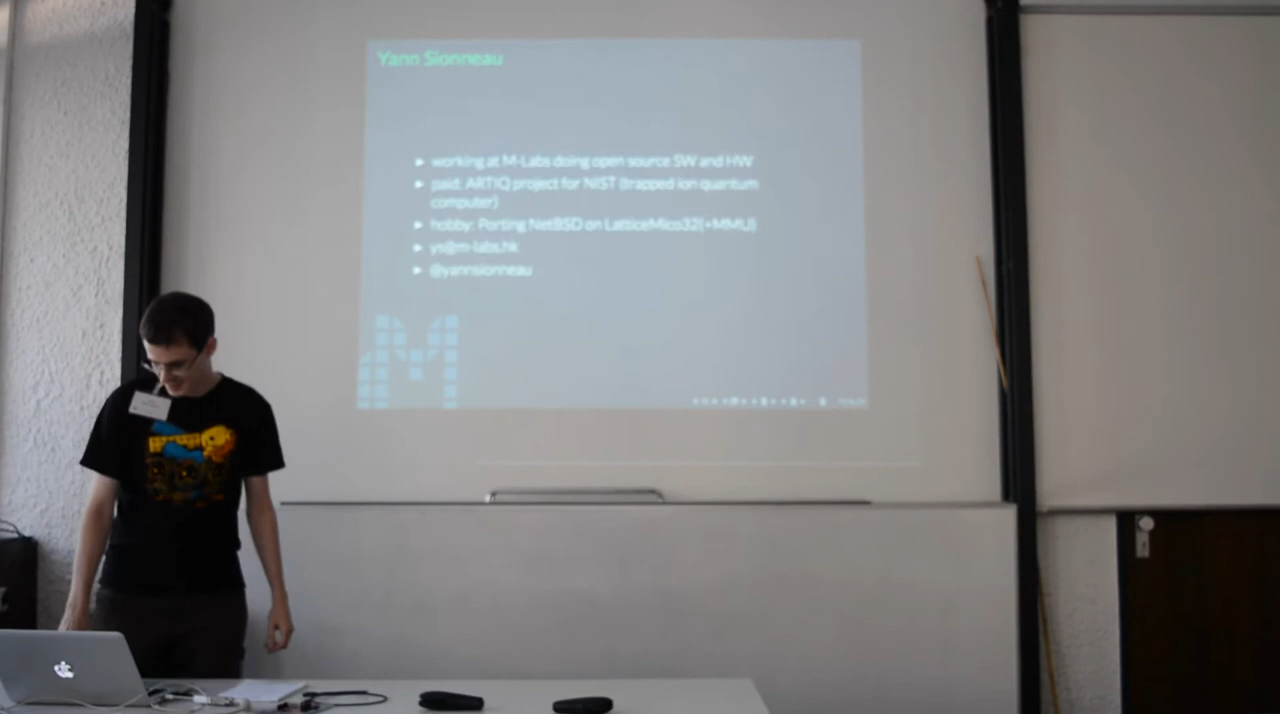 Yann Sionneau
▸ working at M-Labs doing open source SW and HW
▸ paid: ARTIQ project for NIST (trapped ion quantum
computer)
▸ hobby: Porting NetBSD on LatticeMico32(+MMU)
▸ ys@m-labs.hk
▸ @yannsionneau